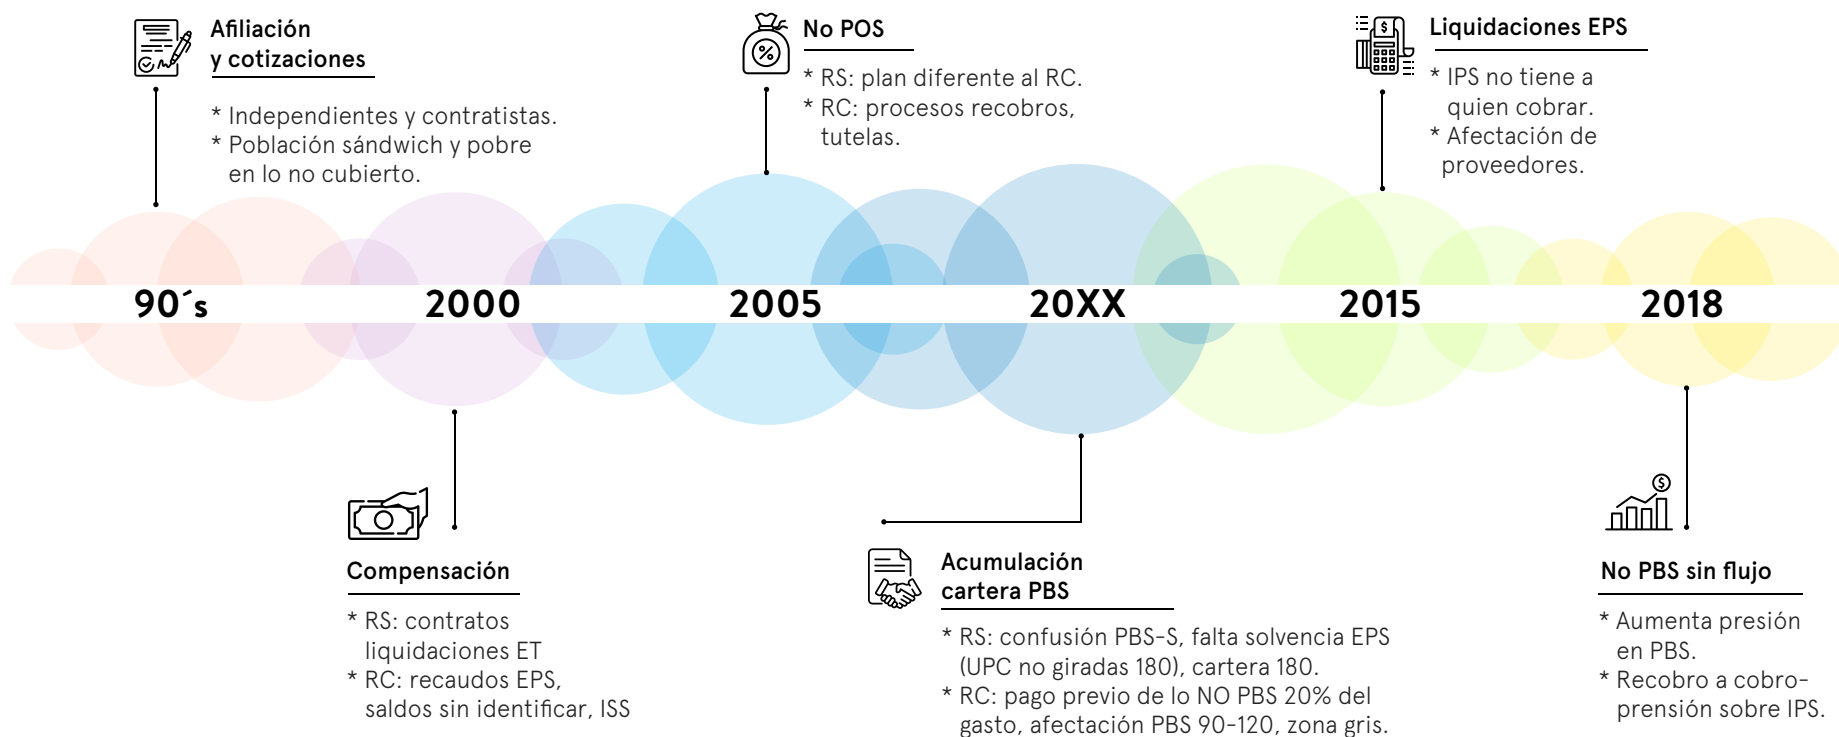 Afiliación
y cotizaciones
* Independientes y contratistas.
* Población sándwich y pobre
en lo no cubierto.
No POS
* RS: plan diferente al RC.
* RC: procesos recobros,
tutelas.
Liquidaciones EPS
* IPS no tiene a
quien cobrar.
* Afectación de
proveedores.
90´s
2000
2005
20XX
2015
2018
Compensación
* RS: contratos
liquidaciones ET
* RC: recaudos EPS,
saldos sin identificar, ISS
Acumulación
cartera PBS
* RS: confusión PBS-S, falta solvencia EPS
(UPC no giradas 180), cartera 180.
* RC: pago previo de lo NO PBS 20% del
gasto, afectación PBS 90-120, zona gris.
No PBS sin flujo
* Aumenta presión
en PBS.
* Recobro a cobro-
prensión sobre IPS.